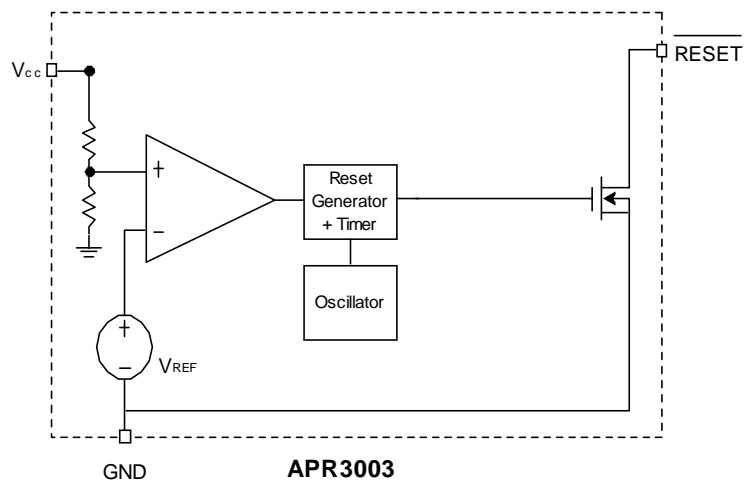 RESET
Vcc
+
Reset
Generator
+ Timer
−
Oscillator
+
−
VREF
GND
APR3003